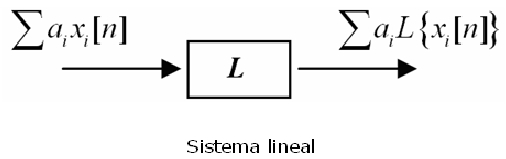 ∑aᵢxᵢ[n] ∑aᵢL{xᵢ[n]}
L
Sistema lineal